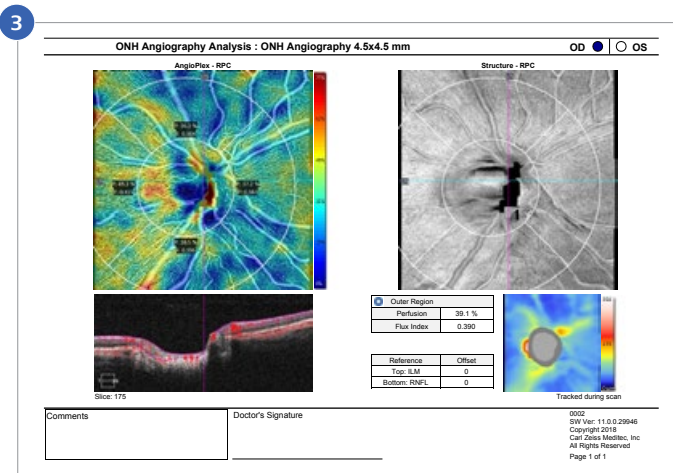 3
ONH Angiography Analysis : ONH Angiography 4.5x4.5 mm
OD OS
AngioPlex - RPC
Structure - RPC
Outer Region
Perfusion 39.1 %
Flux Index 0.390
Reference Offset
Top: ILM 0
Bottom: RNFL 0
Slice: 175
Tracked during scan
Comments
Doctor's Signature
0002
SW Ver: 11.0.0.29946
Copyright 2018
Carl Zeiss Meditec, Inc
All Rights Reserved
Page 1 of 1